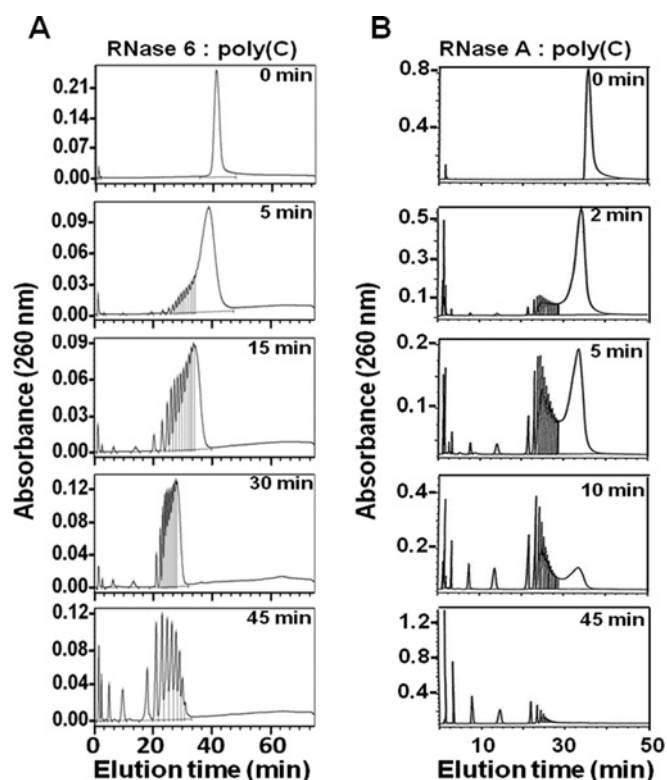 A
RNase 6 : poly(C)
0 min
0.21
0.14
0.07
0.00
5 min
0.09
0.06
0.03
0.00
15 min
0.09
0.06
0.03
0.00
30 min
0.12
0.08
0.04
0.00
45 min
0.12
0.09
0.06
0.03
0.00
0 20 40 60
Absorbance (260 nm)
Elution time (min)
B
RNase A : poly(C)
0 min
0.8
0.4
2 min
0.5
0.3
0.1
5 min
0.2
0.1
10 min
0.4
0.2
45 min
1.2
0.8
0.4
10 30 50
Absorbance (260 nm)
Elution time (min)